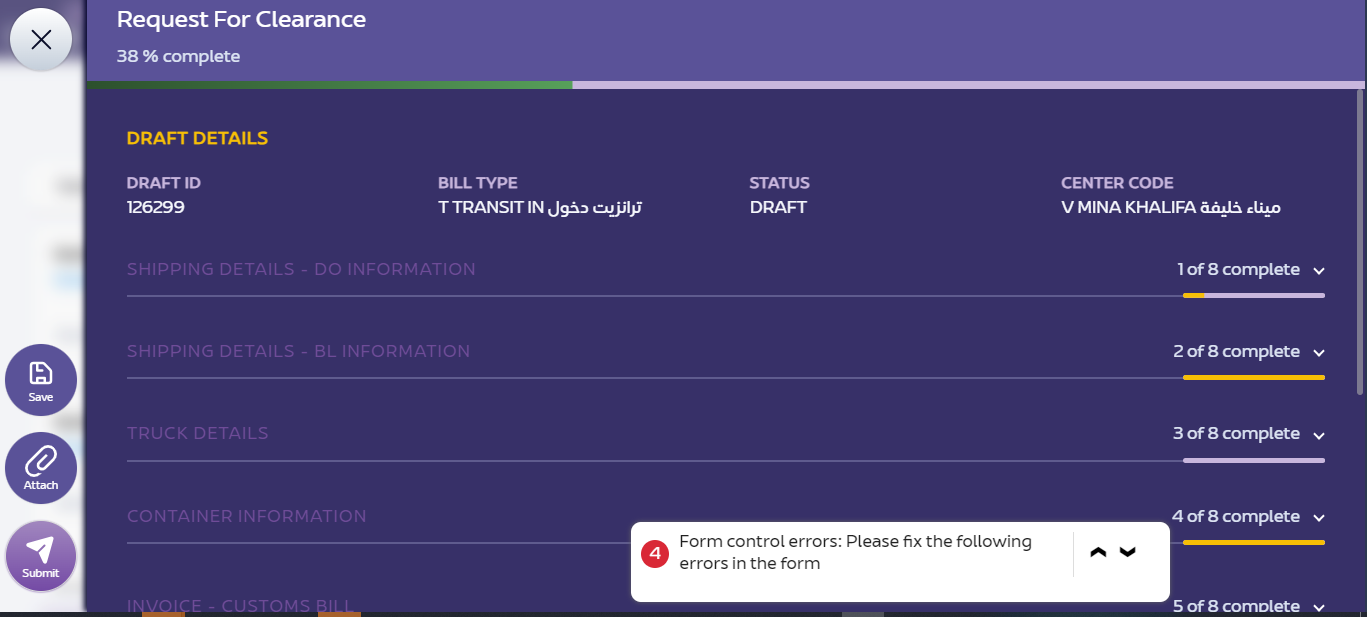 Request For Clearance
38 % complete
DRAFT DETAILS
DRAFT ID
BILL TYPE
STATUS
CENTER CODE
126299
T TRANSIT IN ترانزيت دخول
DRAFT
V MINA KHALIFA ميناء خليفة
SHIPPING DETAILS - DO INFORMATION
1 of 8 complete
SHIPPING DETAILS - BL INFORMATION
2 of 8 complete
Save
TRUCK DETAILS
3 of 8 complete
Attach
CONTAINER INFORMATION
4 of 8 complete
4
Form control errors: Please fix the following
errors in the form
Submit
INVOICE - CUSTOMS BILL
5 of 8 complete